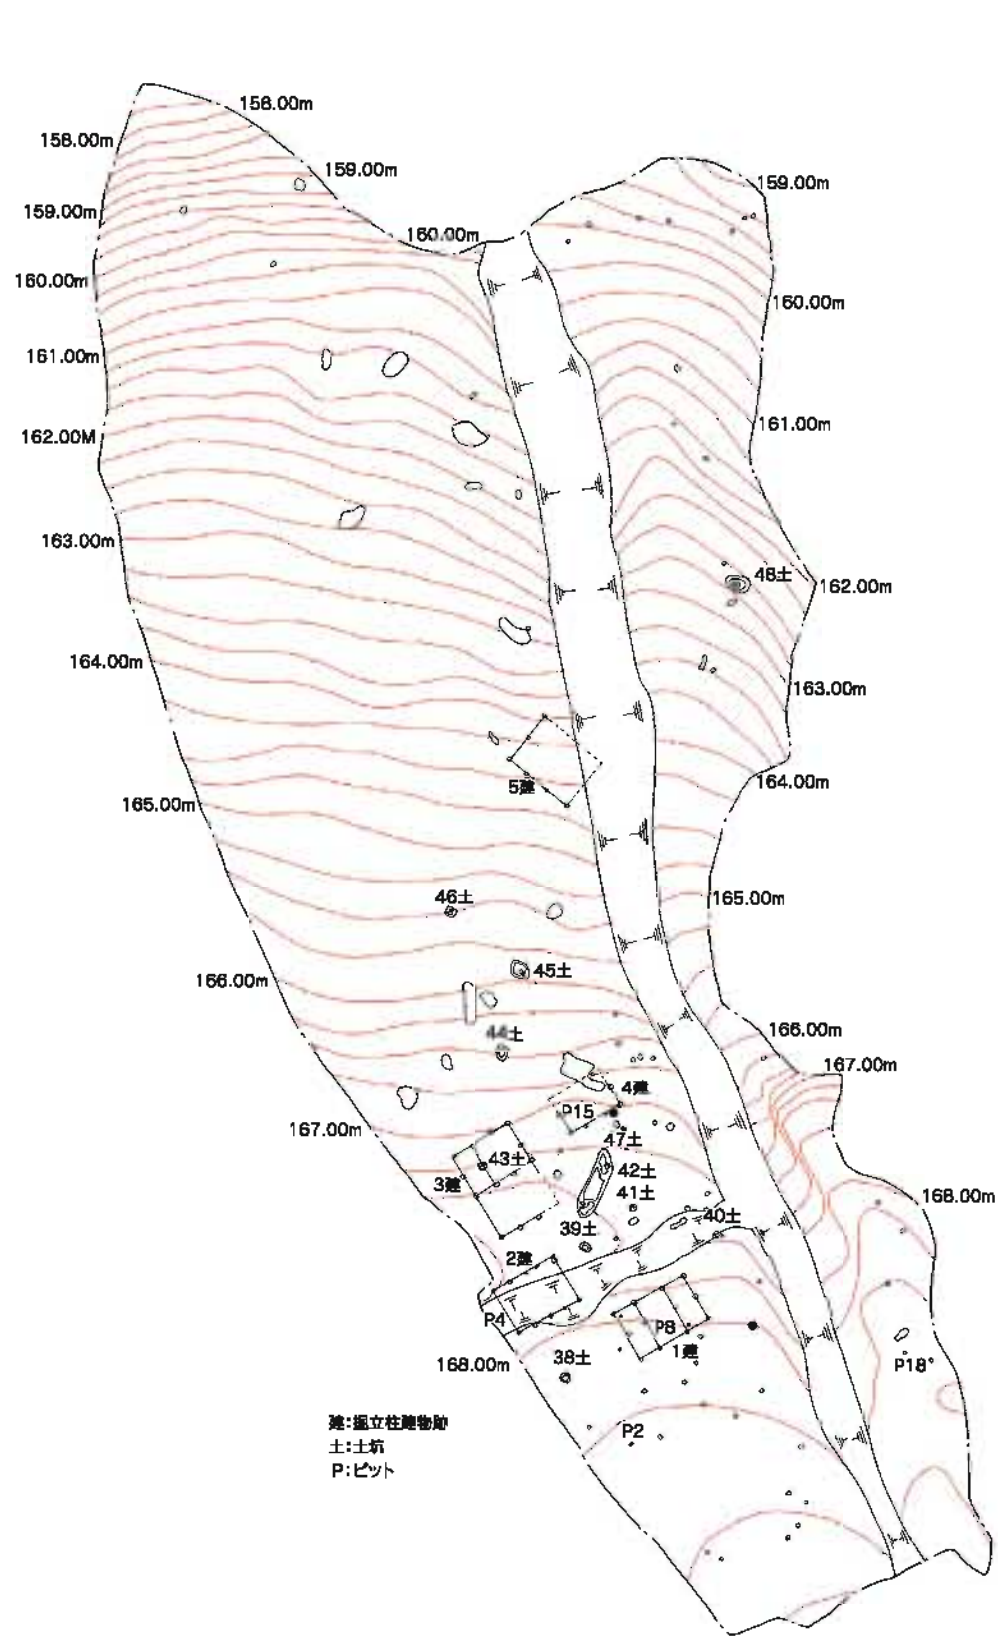 158.00m
158.00m
159.00m
159.00m
159.00m
160.00m
160.00m
160.00m
161.00m
161.00m
162.00M
163.00m
48土
162.00m
164.00m
163.00m
5建
164.00m
165.00m
46土
165.00m
45土
166.00m
44土
166.00m
167.00m
4建
P15
167.00m
47土
43土
42土
3建
41土
168.00m
40土
39土
2建
P4
P8
1建
168.00m
38土
P18
P2
建:掘立柱建物跡
土:土坑
P:ピット